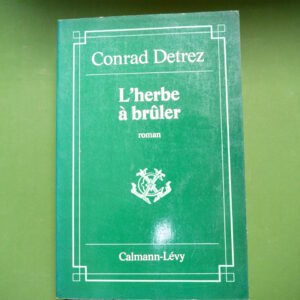 Conrad Detrez
L'herbe
à brûler
roman
Calmann-Lévy